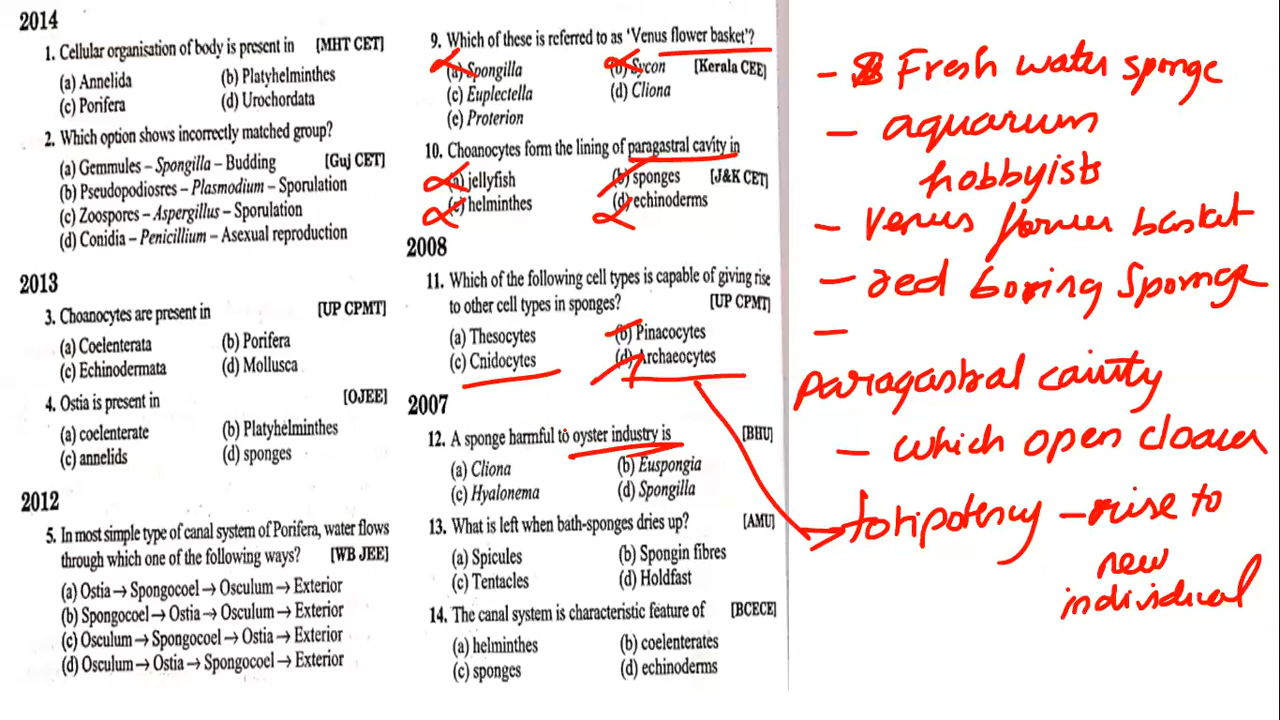 2014
1. Cellular organisation of body is present in [MHT CET]
(a) Annelida (b) Platyhelminthes
(c) Porifera (d) Urochordata
2. Which option shows incorrectly matched group?
(a) Gemmules – Spongilla – Budding [Guj CET]
(b) Pseudopodiosres – Plasmodium – Sporulation
(c) Zoospores – Aspergillus – Sporulation
(d) Conidia – Penicillium – Asexual reproduction
2013
3. Choanocytes are present in [UP CPMT]
(a) Coelenterata (b) Porifera
(c) Echinodermata (d) Mollusca
4. Ostia is present in [OJEE]
(a) coelenterate (b) Platyhelminthes
(c) annelids (d) sponges
2012
5. In most simple type of canal system of Porifera, water flows
through which one of the following ways? [WB JEE]
(a) Ostia → Spongocoel → Osculum → Exterior
(b) Spongocoel → Ostia → Osculum → Exterior
(c) Osculum → Spongocoel → Ostia → Exterior
(d) Osculum → Ostia → Spongocoel → Exterior
9. Which of these is referred to as ‘Venus flower basket’?
(a) Spongilla (b) Sycon [Kerala CEE]
(c) Euplectella (d) Cliona
(e) Proterion
10. Choanocytes form the lining of paragastral cavity in
(a) jellyfish (b) sponges [J&K CET]
(c) helminthes (d) echinoderms
2008
11. Which of the following cell types is capable of giving rise
to other cell types in sponges? [UP CPMT]
(a) Thesocytes (b) Pinacocytes
(c) Cnidocytes (d) Archaeocytes
2007
12. A sponge harmful to oyster industry is [BHU]
(a) Cliona (b) Euspongia
(c) Hyalonema (d) Spongilla
13. What is left when bath-sponges dries up? [AMU]
(a) Spicules (b) Spongin fibres
(c) Tentacles (d) Holdfast
14. The canal system is characteristic feature of [BCECE]
(a) helminthes (b) coelenterates
(c) sponges (d) echinoderms
– Fresh water sponge
– aquarum
hobbyists
– Venus flower basket
– red boring Sponge
–
paragastral cavity
– which open cloacer
totipotency – rise to
new
individual